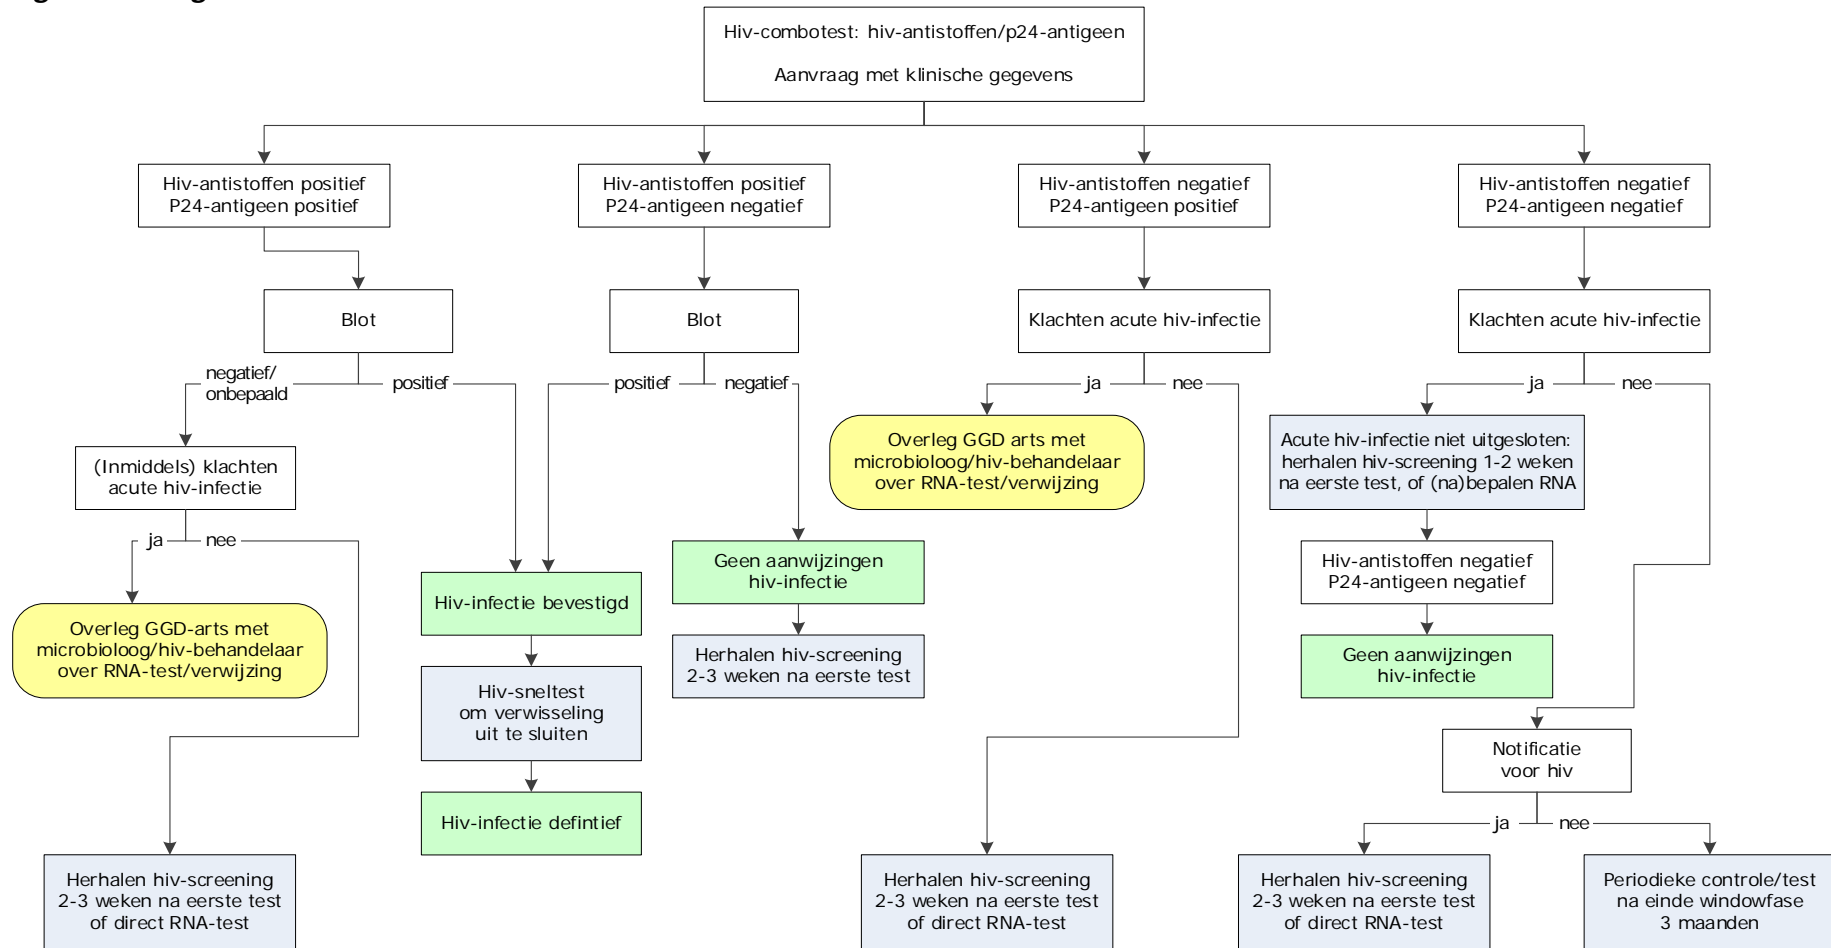 Hiv-combotest: hiv-antistoffen/p24-antigeen
Aanvraag met klinische gegevens
Hiv-antistoffen positief
P24-antigeen positief
Hiv-antistoffen positief
P24-antigeen negatief
Hiv-antistoffen negatief
P24-antigeen positief
Hiv-antistoffen negatief
P24-antigeen negatief
Blot
Blot
Klachten acute hiv-infectie
Klachten acute hiv-infectie
negatief/
onbepaald
positief
positief
negatief
ja
nee
ja
nee
(Inmiddels) klachten
acute hiv-infectie
Overleg GGD arts met
microbioloog/hiv-behandelaar
over RNA-test/verwijzing
Acute hiv-infectie niet uitgesloten:
herhalen hiv-screening 1-2 weken
na eerste test, of (na)bepalen RNA
ja
nee
Geen aanwijzingen
hiv-infectie
Hiv-antistoffen negatief
P24-antigeen negatief
Hiv-infectie bevestigd
Overleg GGD-arts met
microbioloog/hiv-behandelaar
over RNA-test/verwijzing
Herhalen hiv-screening
2-3 weken na eerste test
Geen aanwijzingen
hiv-infectie
Hiv-sneltest
om verwisseling
uit te sluiten
Notificatie
voor hiv
Hiv-infectie defintief
ja
nee
Herhalen hiv-screening
2-3 weken na eerste test
of direct RNA-test
Herhalen hiv-screening
2-3 weken na eerste test
of direct RNA-test
Herhalen hiv-screening
2-3 weken na eerste test
of direct RNA-test
Periodieke controle/test
na einde windowfase
3 maanden